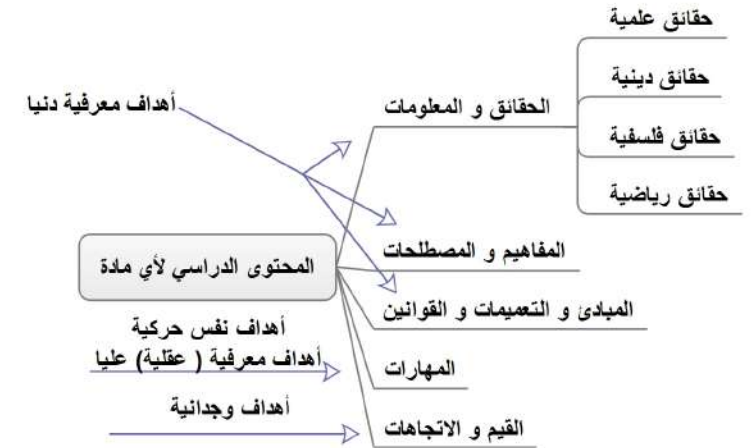 حقائق علمية
حقائق دينية
أهداف معرفية دنيا
الحقائق و المعلومات
حقائق فلسفية
حقائق رياضية
المفاهيم و المصطلحات
المحتوى الدراسي لأي مادة
المبادئ و التعميمات و القوانين
أهداف نفس حركية
أهداف معرفية ( عقلية) عليا
المهارات
أهداف وجدانية
القيم و الاتجاهات